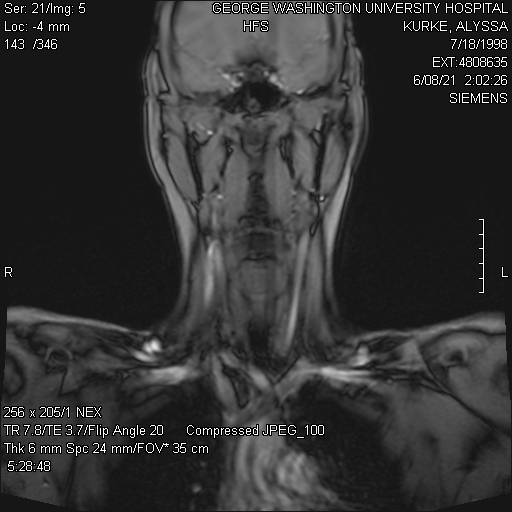 Ser: 21/Img: 5
Loc: -4 mm
143 /346
GEORGE WASHINGTON UNIVERSITY HOSPITAL
HFS
KURKE, ALYSSA
7/18/1998
EXT:4808635
6/08/21 2:02:26
SIEMENS
R
L
256 x 205/1 NEX
TR 7.8/TE 3.7/Flip Angle 20
Compressed JPEG_100
Thk 6 mm Spc 24 mm/FOV* 35 cm
5:28:48